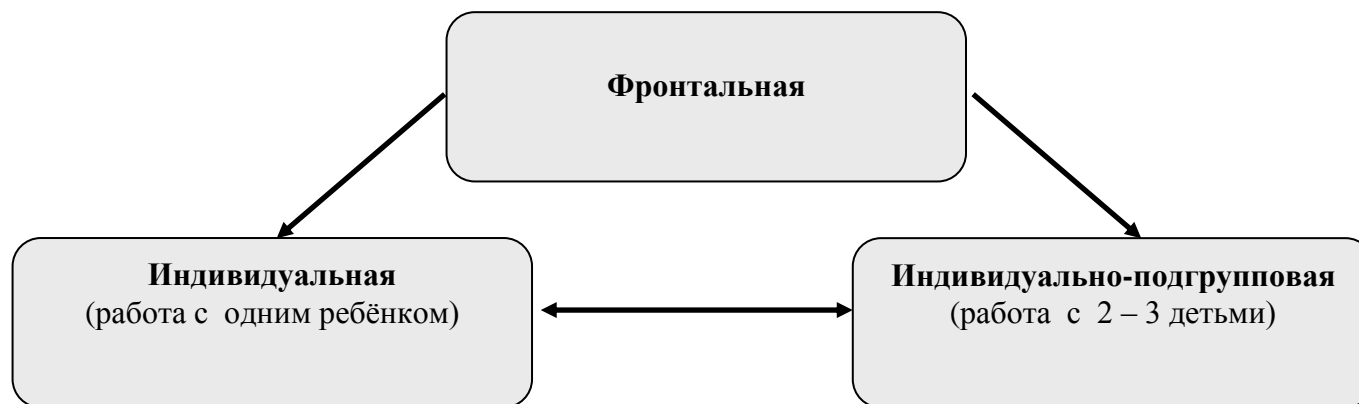 Фронтальная
Индивидуальная
(работа с одним ребёнком)
Индивидуально-подгрупповая
(работа с 2 – 3 детьми)